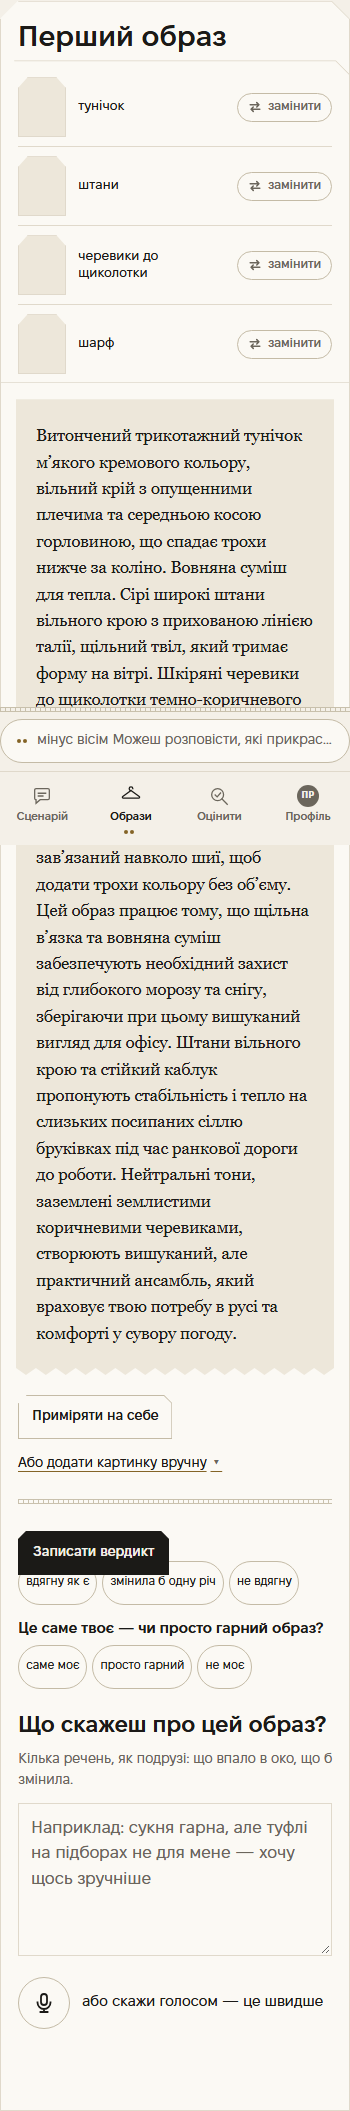 Перший образ
тунічок
замінити
штани
замінити
черевики до
щиколотки
замінити
шарф
замінити
Витончений трикотажний тунічок
м’якого кремового кольору,
вільний крій з опущенними
плечима та середньою косою
горловиною, що спадає трохи
нижче за коліно. Вовняна суміш
для тепла. Сірі широкі штани
вільного крою з прихованою лінією
талії, щільний твіл, який тримає
форму на вітрі. Шкіряні черевики
до щиколотки темно-коричневого
мінус вісім Можеш розповісти, які прикрас...
Сценарій
Образи
Оцінити
ПР
Профіль
зав’язаний навколо шиї, щоб
додати трохи кольору без об’єму.
Цей образ працює тому, що щільна
в’язка та вовняна суміш
забезпечують необхідний захист
від глибокого морозу та снігу,
зберігаючи при цьому вишуканий
вигляд для офісу. Штани вільного
крою та стійкий каблук
пропонують стабільність і тепло на
слизьких посипаних сіллю
бруківках під час ранкової дороги
до роботи. Нейтральні тони,
заземлені землистими
коричневими черевиками,
створюють вишуканий, але
практичний ансамбль, який
враховує твою потребу в русі та
комфорті у сувору погоду.
Приміряти на себе
Або додати картинку вручну
Записати вердикт
вдягну як є
змінила б одну річ
не вдягну
Це саме твоє — чи просто гарний образ?
саме моє
просто гарний
не моє
Що скажеш про цей образ?
Кілька речень, як подрузі: що впало в око, що б
змінила.
Наприклад: сукня гарна, але туфлі
на підборах не для мене — хочу
щось зручніше
або скажи голосом — це швидше